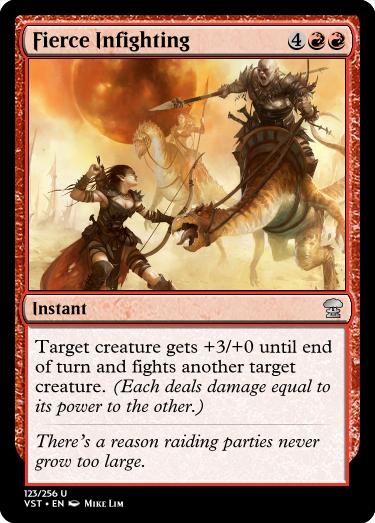 Fierce Infighting 4
Instant
Target creature gets +3/+0 until end
of turn and fights another target
creature. (Each deals damage equal to
its power to the other.)
There's a reason raiding parties never
grow too large.
123/256 U
VST • EN Mike Lim